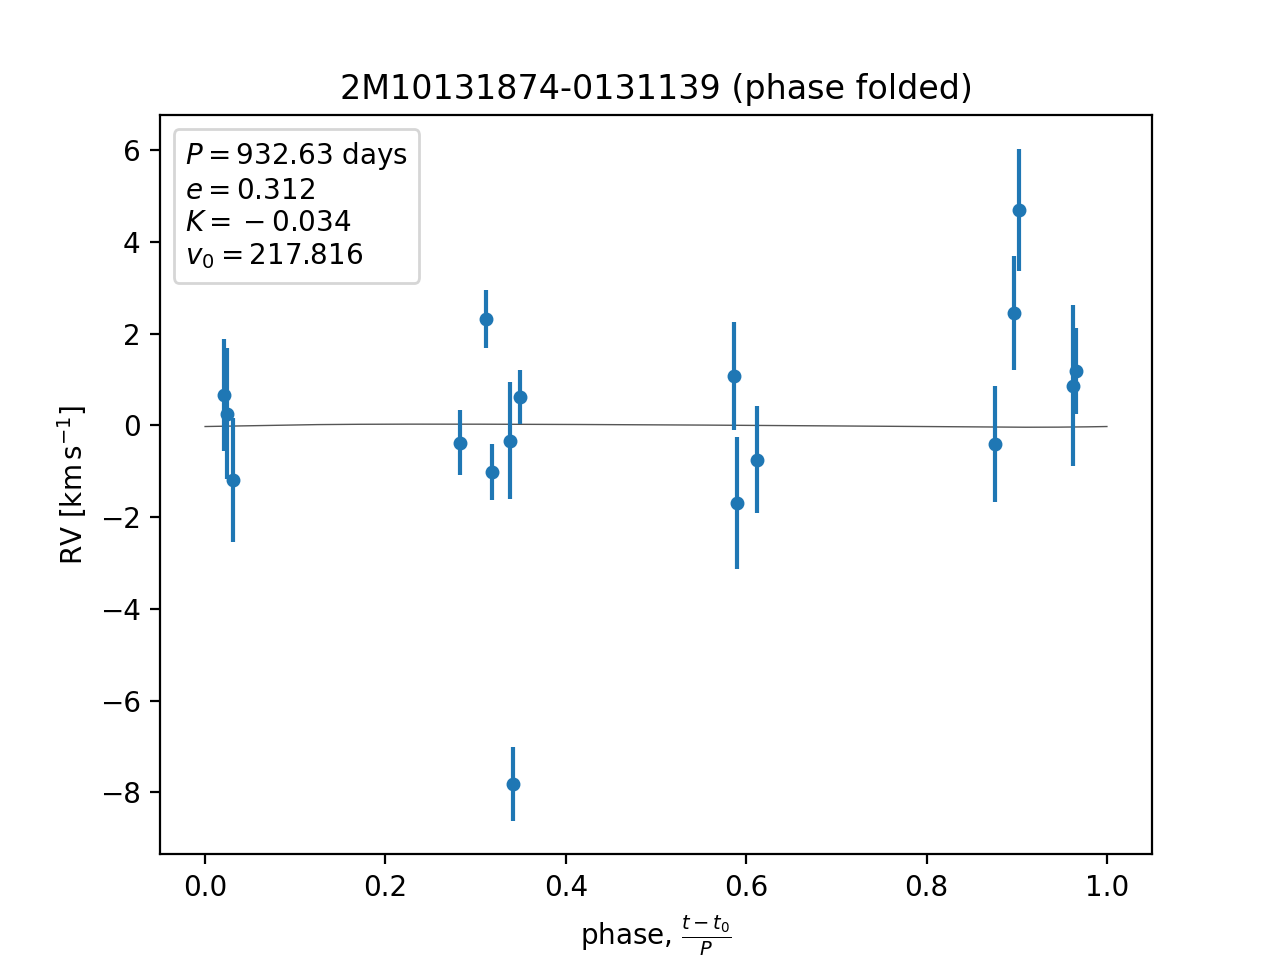 2M10131874-0131139 (phase folded)
P = 932.63 days
e = 0.312
K = −0.034
v₀ = 217.816
6
4
2
0
−2
−4
−6
−8
RV [km s⁻¹]
0.0 0.2 0.4 0.6 0.8 1.0
phase, (t − t₀)/P